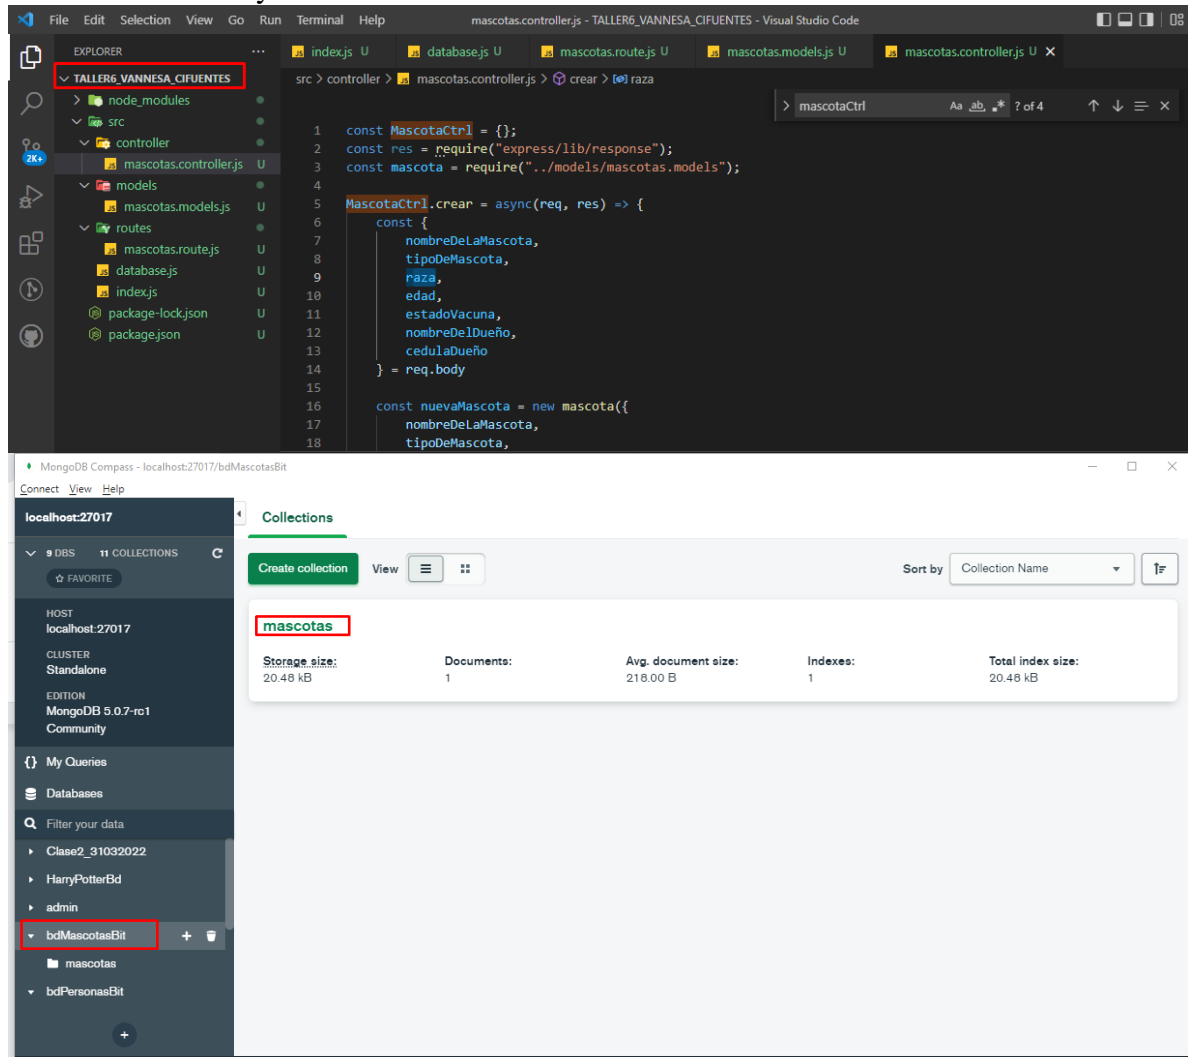 File Edit Selection View Go Run Terminal Help mascotas.controller.js - TALLER6_VANNESA_CIFUENTES - Visual Studio Code
EXPLORER ···
index.js U database.js U mascotas.route.js U mascotas.models.js U mascotas.controller.js U
TALLER6_VANNESA_CIFUENTES
src > controller > mascotas.controller.js > crear > raza
node_modules
src
controller
mascotas.controller.js U
models
mascotas.models.js U
routes
mascotas.route.js U
database.js U
index.js U
package-lock.json U
package.json U
2K+
mascotaCtrl Aa ab, .* ? of 4
1 const MascotaCtrl = {};
2 const res = require("express/lib/response");
3 const mascota = require("../models/mascotas.models");
4
5 MascotaCtrl.crear = async(req, res) => {
6 const {
7 nombreDeLaMascota,
8 tipoDeMascota,
9 raza,
10 edad,
11 estadoVacuna,
12 nombreDelDueño,
13 cedulaDueño
14 } = req.body
15
16 const nuevaMascota = new mascota({
17 nombreDeLaMascota,
18 tipoDeMascota,
MongoDB Compass - localhost:27017/bdMascotasBit
Connect View Help
localhost:27017
9 DBS 11 COLLECTIONS
FAVORITE
HOST
localhost:27017
CLUSTER
Standalone
EDITION
MongoDB 5.0.7-rc1
Community
{} My Queries
Databases
Filter your data
Clase2_31032022
HarryPotterBd
admin
bdMascotasBit
mascotas
bdPersonasBit
Collections
Create collection View Sort by Collection Name
mascotas
Storage size: Documents: Avg. document size: Indexes: Total index size:
20.48 kB 1 218.00 B 1 20.48 kB